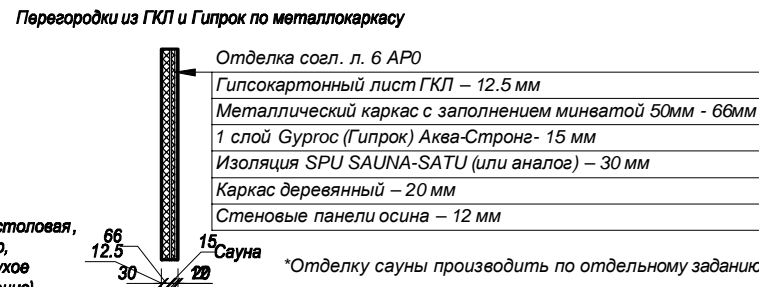 Перегородки из ГКЛ и Гипрок по металлокаркасу
Отделка согл. л. 6 АР0
Гипсокартонный лист ГКЛ – 12.5 мм
Металлический каркас с заполнением минватой 50мм - 66мм
1 слой Gyproc (Гипрок) Аква-Стронг- 15 мм
Изоляция SPU SAUNA-SATU (или аналог) – 30 мм
Каркас деревянный – 20 мм
Стеновые панели осина – 12 мм
столовая,
66
12.5
30
15
Сауна
*Отделку сауны производить по отдельному заданию